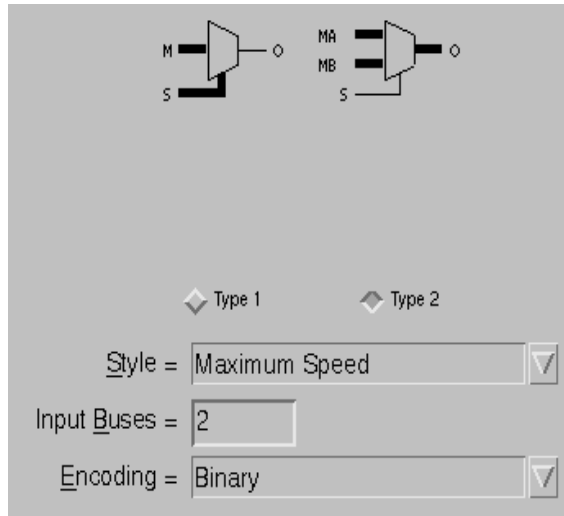 M
S
O
MA
MB
S
O
Type 1
Type 2
Style = Maximum Speed
Input Buses = 2
Encoding = Binary